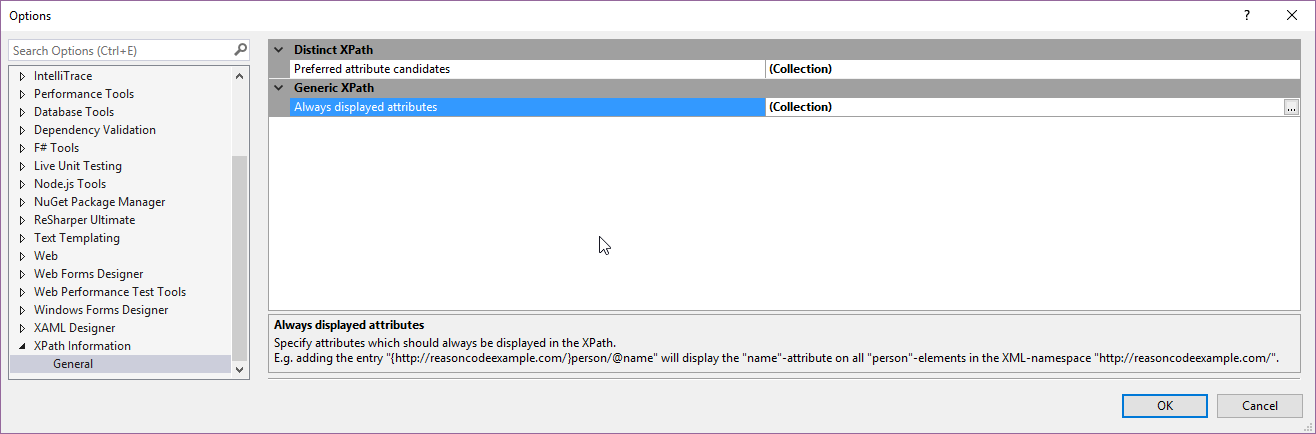 Options
?
Search Options (Ctrl+E)
IntelliTrace
Performance Tools
Database Tools
Dependency Validation
F# Tools
Live Unit Testing
Node.js Tools
NuGet Package Manager
ReSharper Ultimate
Text Templating
Web
Web Forms Designer
Web Performance Test Tools
Windows Forms Designer
XAML Designer
XPath Information
General
Distinct XPath
Preferred attribute candidates (Collection)
Generic XPath
Always displayed attributes (Collection) ...
Always displayed attributes
Specify attributes which should always be displayed in the XPath.
E.g. adding the entry "{http://reasoncodeexample.com/}person/@name" will display the "name"-attribute on all "person"-elements in the XML-namespace "http://reasoncodeexample.com/".
OK Cancel